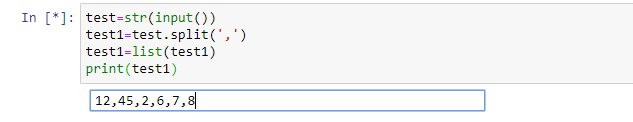 In [*]: test=str(input())
test1=test.split(',')
test1=list(test1)
print(test1)
12,45,2,6,7,8